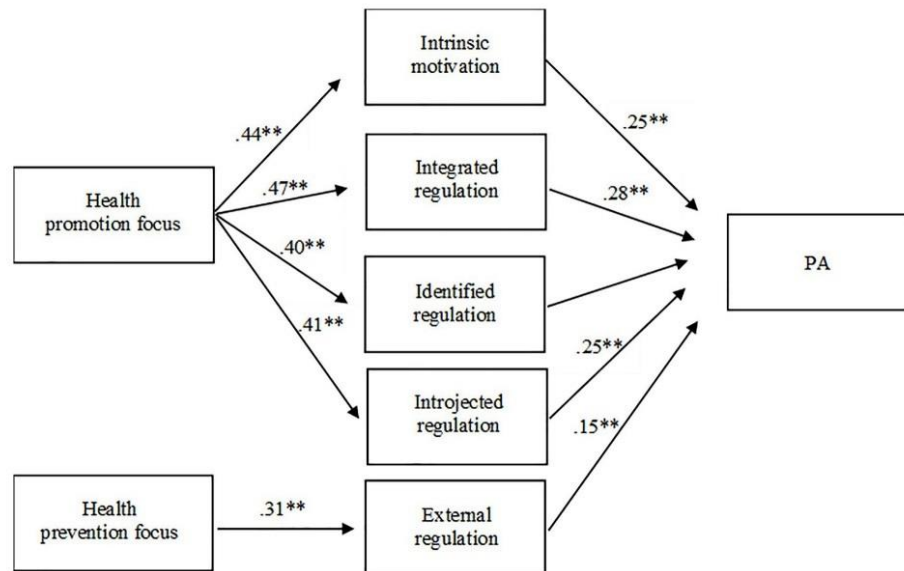 Intrinsic
motivation
.44**
.25**
Integrated
regulation
.47**
.28**
Health
promotion focus
PA
.40**
Identified
regulation
.41**
.25**
Introjected
regulation
.15**
Health
prevention focus
.31**
External
regulation